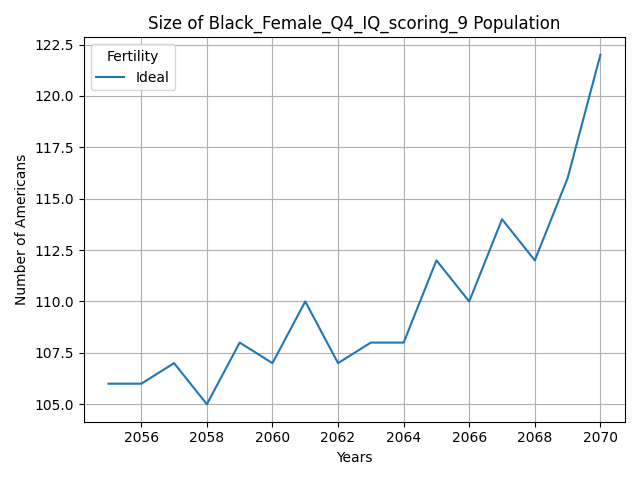 Size of Black_Female_Q4_IQ_scoring_9 Population
Fertility
Ideal
Number of Americans
122.5
120.0
117.5
115.0
112.5
110.0
107.5
105.0
2056 2058 2060 2062 2064 2066 2068 2070
Years